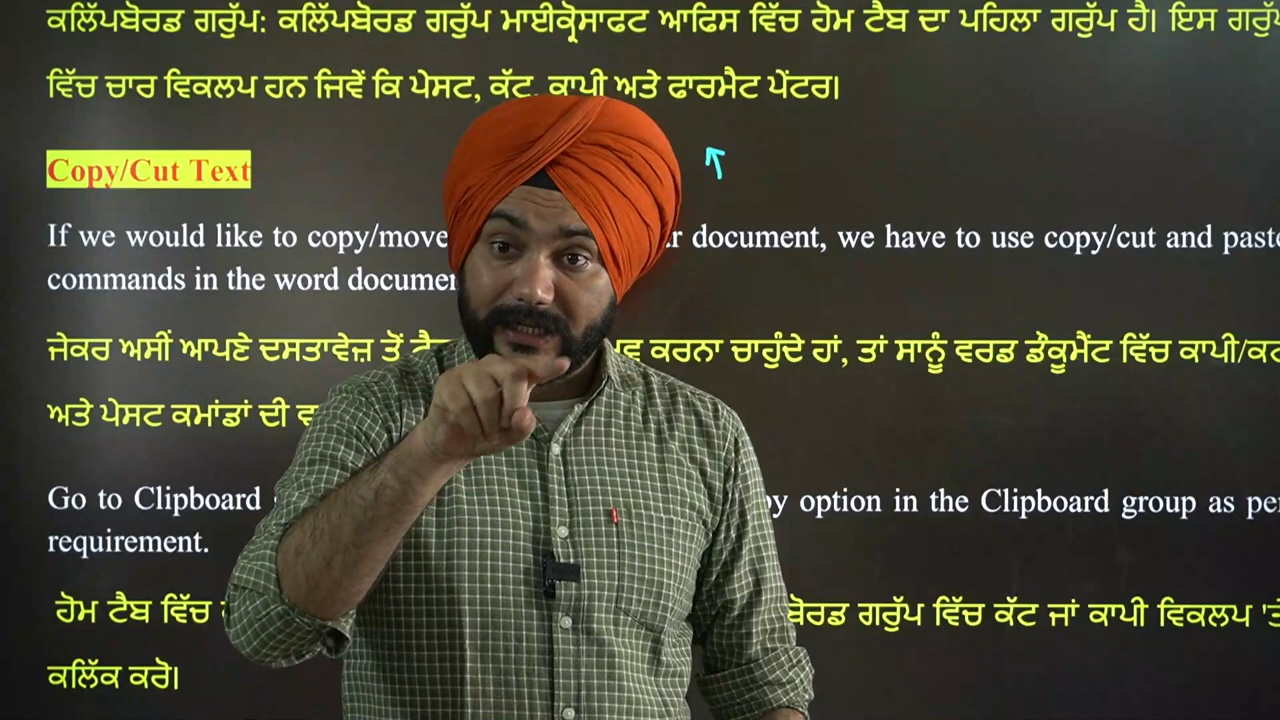 ਕਲਿੱਪਬੋਰਡ ਗਰੁੱਪ: ਕਲਿੱਪਬੋਰਡ ਗਰੁੱਪ ਮਾਈਕ੍ਰੋਸਾਫਟ ਆਫਿਸ ਵਿੱਚ ਹੋਮ ਟੈਬ ਦਾ ਪਹਿਲਾ ਗਰੁੱਪ ਹੈ। ਇਸ
ਵਿੱਚ ਚਾਰ ਵਿਕਲਪ ਹਨ ਜਿਵੇਂ ਕਿ ਪੇਸਟ, ਕੱਟ, ਕਾਪੀ ਅਤੇ ਫਾਰਮੈਟ ਪੇਂਟਰ।
Copy/Cut Text
If we would like to copy/move document, we have to use copy/cut and paste
commands in the word
ਜੇਕਰ ਅਸੀਂ ਆਪਣੇ ਦਸਤਾਵੇਜ਼ ਤੋਂ ਕਰਨਾ ਚਾਹੁੰਦੇ ਹਾਂ, ਤਾਂ ਸਾਨੂੰ ਵਰਡ ਡੌਕੂਮੈਂਟ ਵਿੱਚ
ਅਤੇ ਪੇਸਟ ਕਮਾਂਡਾਂ ਦੀ
Go to Clipboard option in the Clipboard group as per
requirement.
ਹੋਮ ਟੈਬ ਵਿੱਚ ਗਰੁੱਪ ਵਿੱਚ ਕੱਟ ਜਾਂ ਕਾਪੀ ਵਿਕਲਪ
ਕਲਿੱਕ ਕਰੋ।